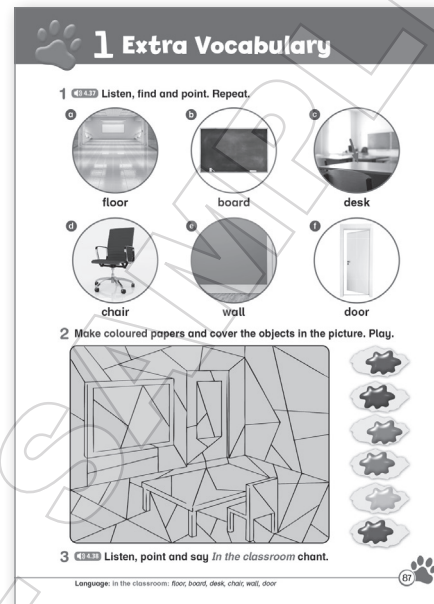 1 Extra Vocabulary
1 4.37 Listen, find and point. Repeat.
a b c
floor board desk
d e f
chair wall door
2 Make coloured papers and cover the objects in the picture. Play.
3 4.38 Listen, point and say In the classroom chant.
Language: in the classroom: floor, board, desk, chair, wall, door
87
SAMPLE